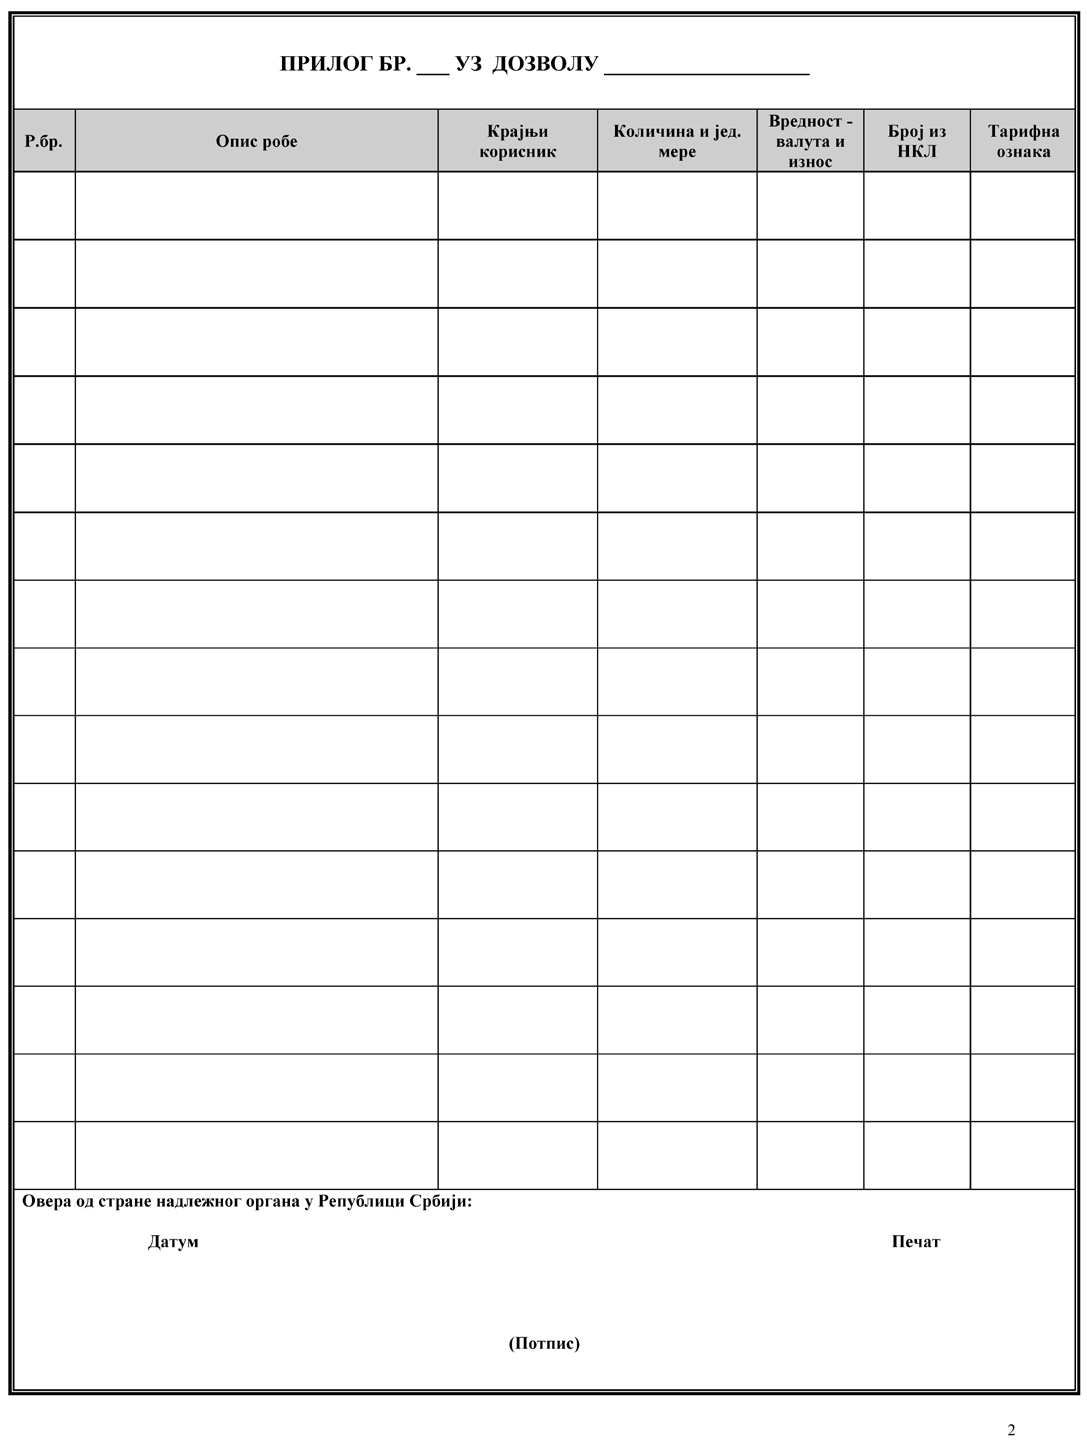 ПРИЛОГ БР. ___ УЗ ДОЗВОЛУ ___________________
Р.бр.
Опис робе
Крајњи
корисник
Количина и јед.
мере
Вредност -
валута и
износ
Број из
НКЛ
Тарифна
ознака
Овера од стране надлежног органа у Републици Србији:
Датум
Печат
(Потпис)
2